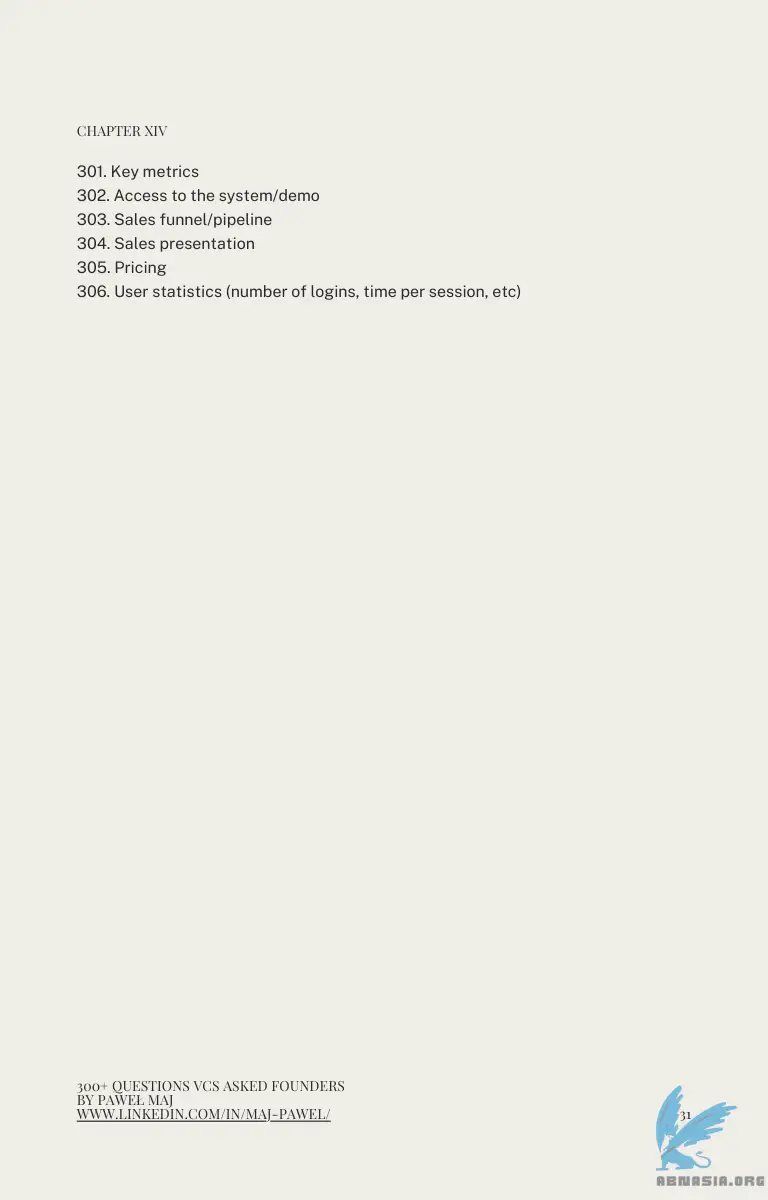 CHAPTER XIV
301. Key metrics
302. Access to the system/demo
303. Sales funnel/pipeline
304. Sales presentation
305. Pricing
306. User statistics (number of logins, time per session, etc)
300+ QUESTIONS VCS ASKED FOUNDERS
BY PAWEŁ MAJ
WWW.LINKEDIN.COM/IN/MAJ-PAWEL/
31
ABNASIA.ORG